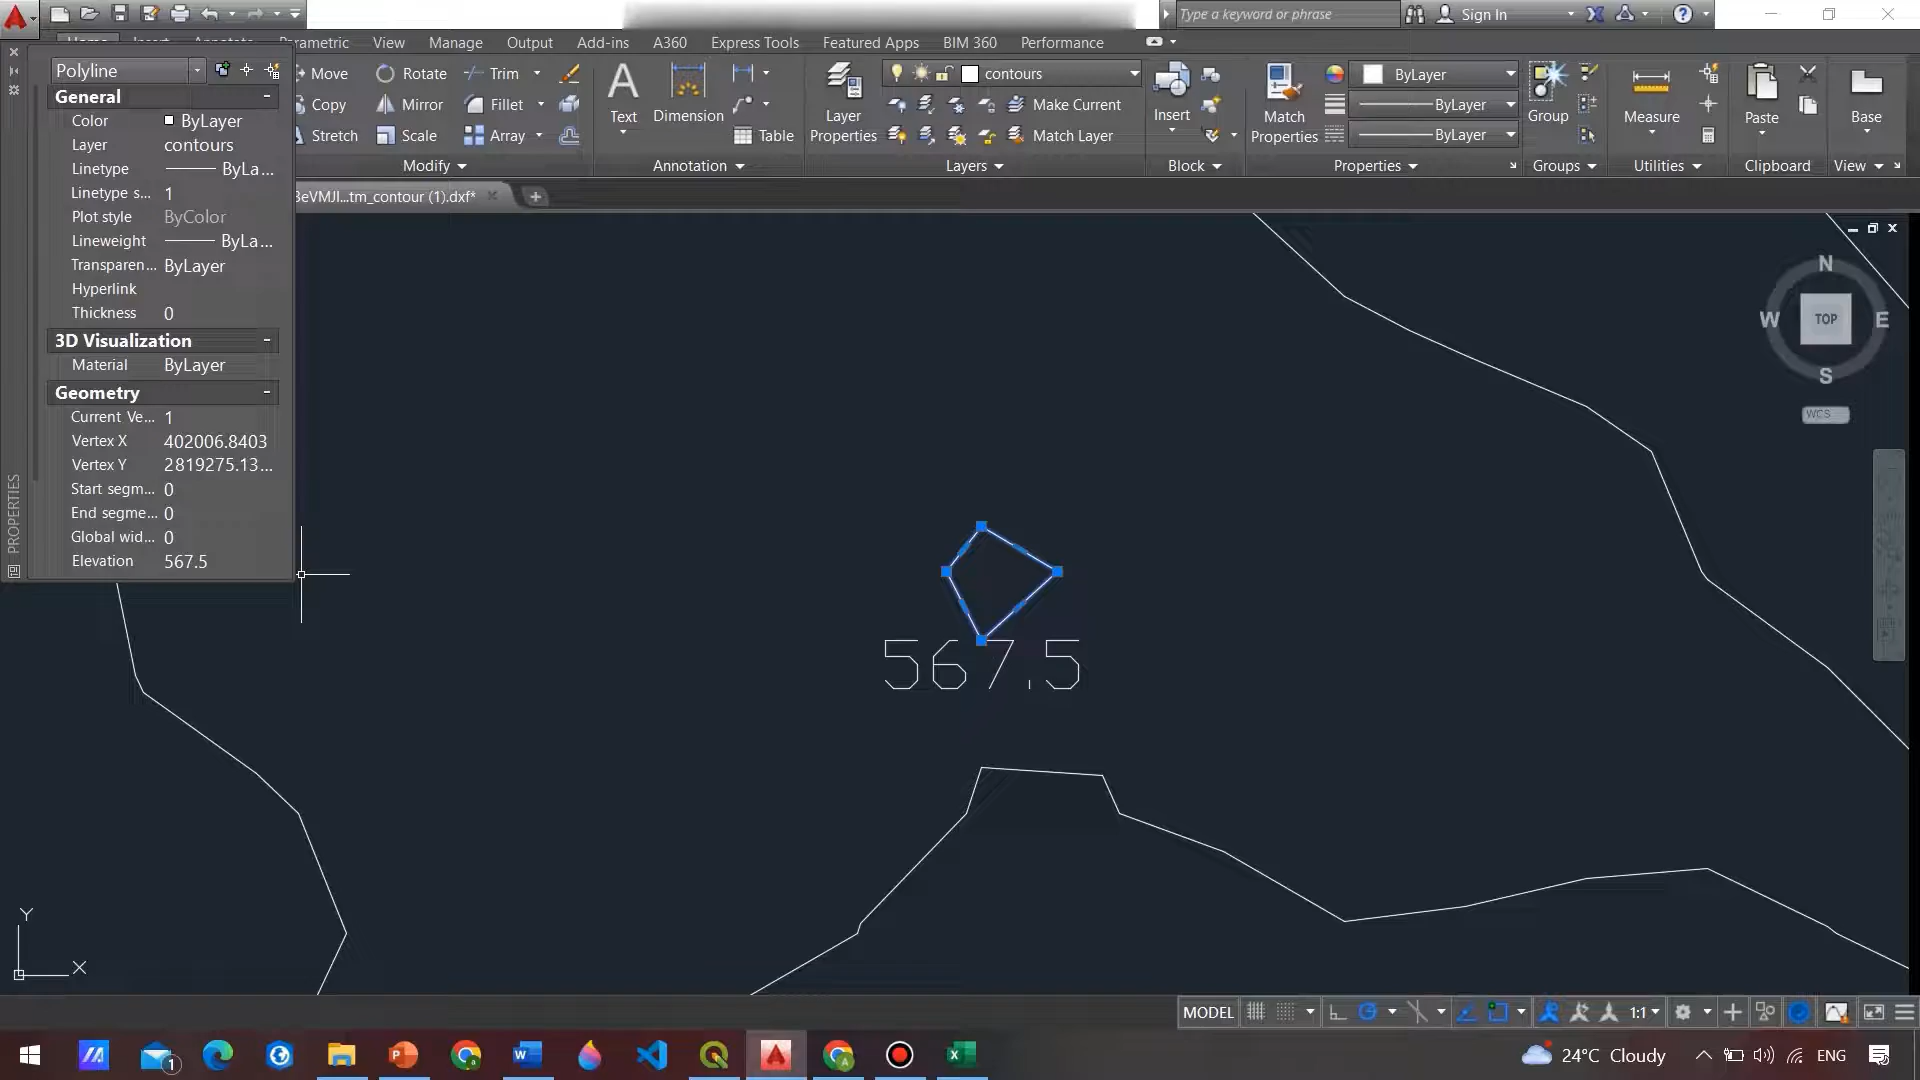 Type a keyword or phrase
Sign In
Parametric View Manage Output Add-ins A360 Express Tools Featured Apps BIM 360 Performance
Polyline
General
Color ByLayer
Layer contours
Linetype ByLa...
Linetype s... 1
Plot style ByColor
Lineweight ByLa...
Transparen... ByLayer
Hyperlink
Thickness 0
3D Visualization
Material ByLayer
Geometry
Current Ve... 1
Vertex X 402006.8403
Vertex Y 2819275.13...
Start segm... 0
End segme... 0
Global wid... 0
Elevation 567.5
PROPERTIES
Move Rotate Trim
Copy Mirror Fillet
Stretch Scale Array
Modify
Text
Dimension
Table
Annotation
Layer
Properties
contours
Make Current
Match Layer
Layers
Insert
Block
Match
Properties
ByLayer
ByLayer
ByLayer
Properties
Group
Groups
Measure
Utilities
Paste
Clipboard
Base
View
BeVMJI...tm_contour (1).dxf*
N
W TOP E
S
WCS
567.5
Y
X
MODEL
1:1
1
24°C Cloudy
ENG